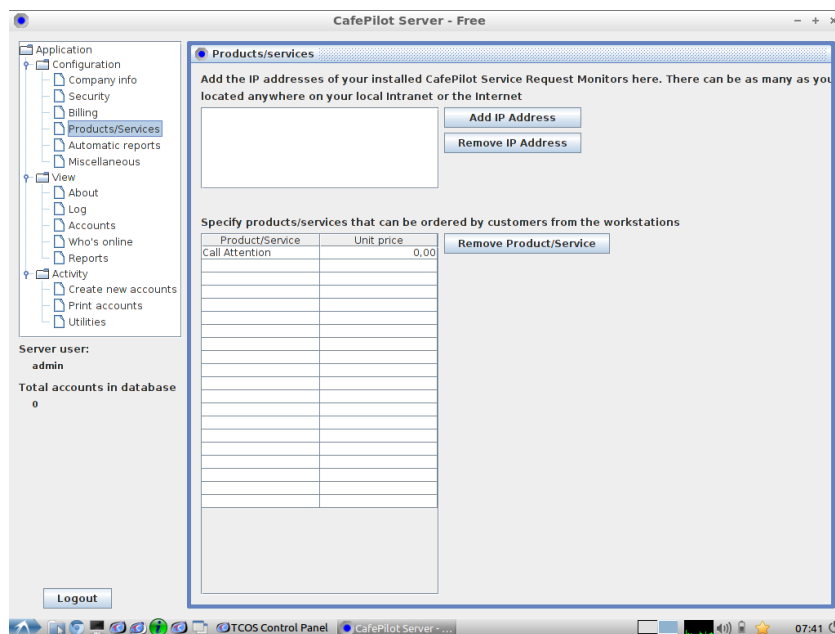 CafePilot Server - Free
Application
Configuration
Company info
Security
Billing
Products/Services
Automatic reports
Miscellaneous
View
About
Log
Accounts
Who's online
Reports
Activity
Create new accounts
Print accounts
Utilities
Server user:
admin
Total accounts in database
0
Logout
Products/services
Add the IP addresses of your installed CafePilot Service Request Monitors here. There can be as many as you
located anywhere on your local Intranet or the Internet
Add IP Address
Remove IP Address
Specify products/services that can be ordered by customers from the workstations
Product/Service Unit price
Call Attention 0,00
Remove Product/Service
TCOS Control Panel
CafePilot Server -...
07:41